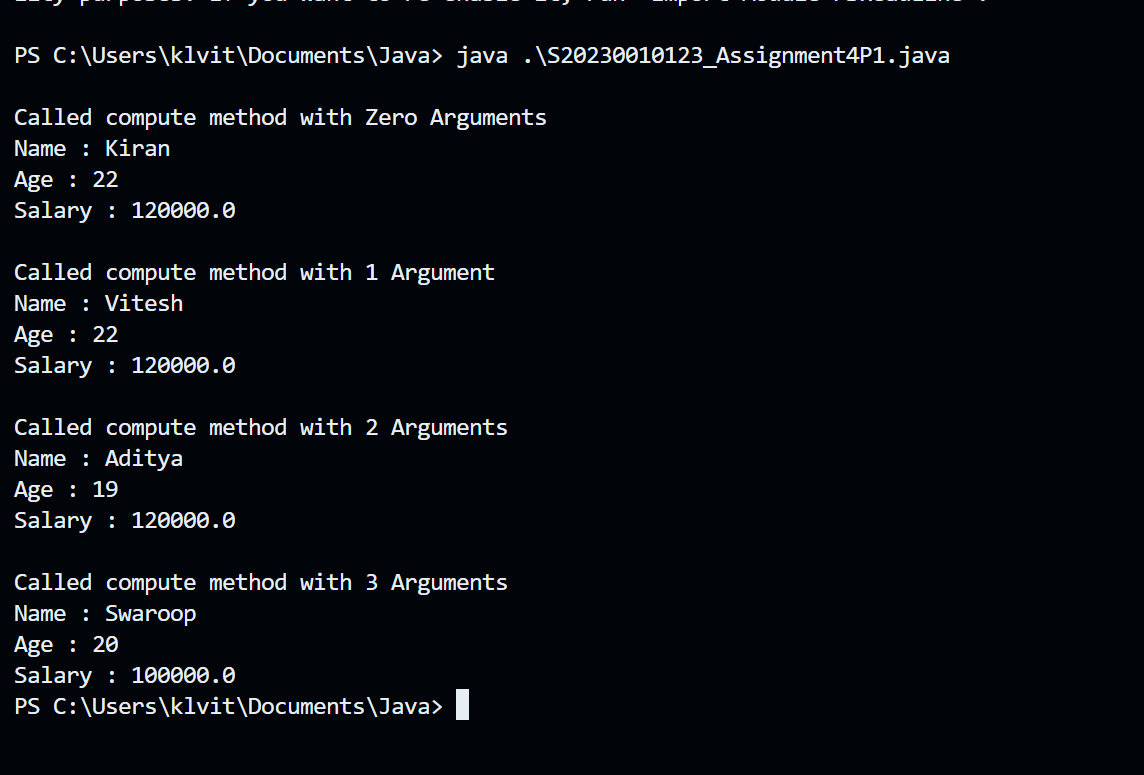 PS C:\Users\klvit\Documents\Java> java .\S20230010123_Assignment4P1.java
Called compute method with Zero Arguments
Name : Kiran
Age : 22
Salary : 120000.0
Called compute method with 1 Argument
Name : Vitesh
Age : 22
Salary : 120000.0
Called compute method with 2 Arguments
Name : Aditya
Age : 19
Salary : 120000.0
Called compute method with 3 Arguments
Name : Swaroop
Age : 20
Salary : 100000.0
PS C:\Users\klvit\Documents\Java>